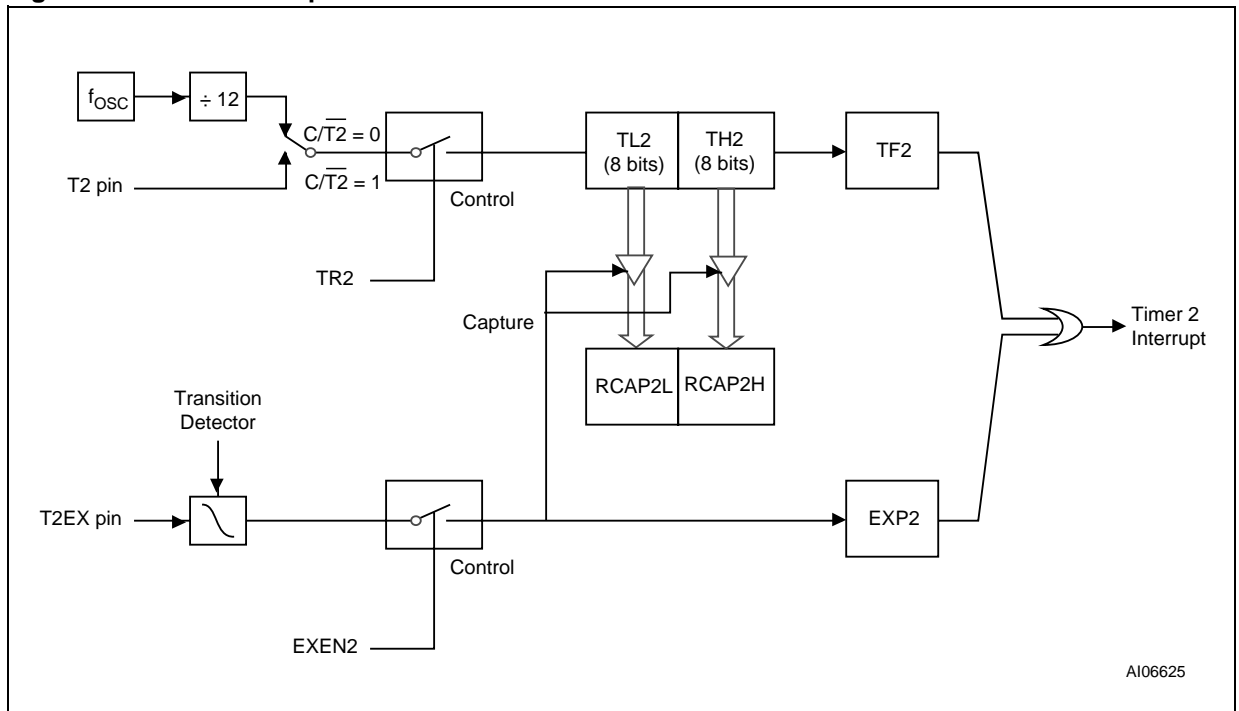 fOSC
÷ 12
C/T2 = 0
C/T2 = 1
T2 pin
Control
TR2
TL2
(8 bits)
TH2
(8 bits)
TF2
Capture
RCAP2L
RCAP2H
Timer 2
Interrupt
Transition
Detector
T2EX pin
Control
EXEN2
EXP2
AI06625